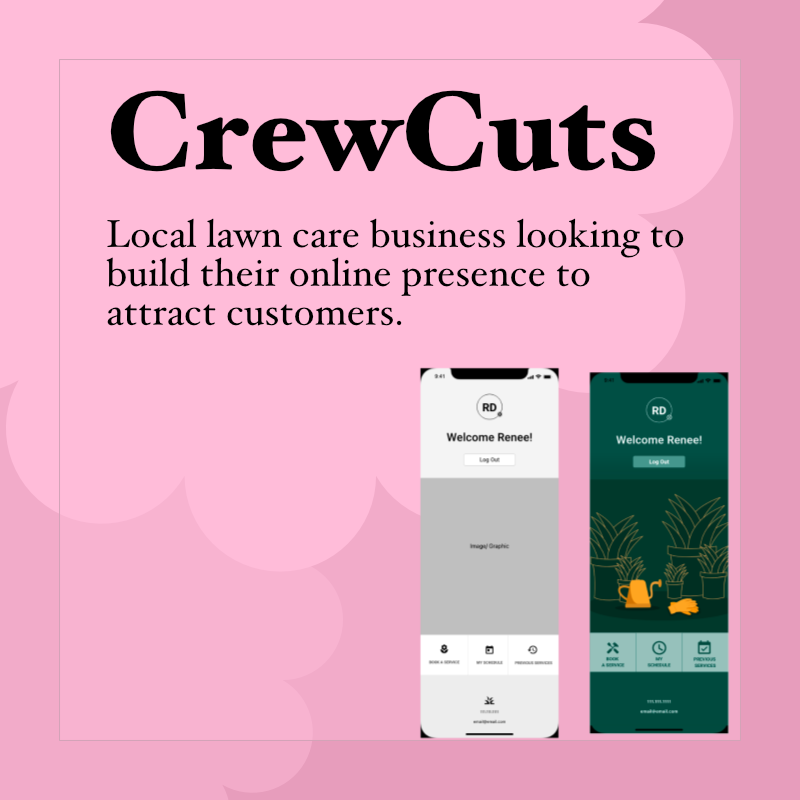 CrewCuts
Local lawn care business looking to
build their online presence to
attract customers.
9:41
RD
Welcome Renee!
Log Out
Image/ Graphic
BOOK A SERVICE
MY SCHEDULE
PREVIOUS SERVICES
email@email.com
9:41
RD
Welcome Renee!
Log Out
BOOK
A SERVICE
MY
SCHEDULE
PREVIOUS
SERVICES
email@email.com